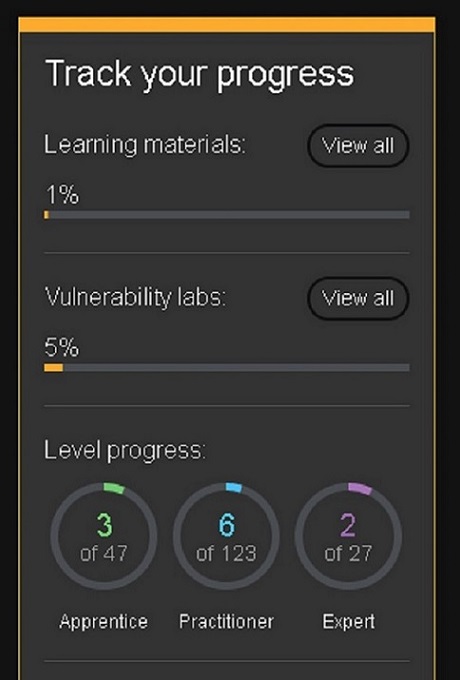 Track your progress
Learning materials: View all
1%
Vulnerability labs: View all
5%
Level progress:
3 6 2
of 47 of 123 of 27
Apprentice Practitioner Expert